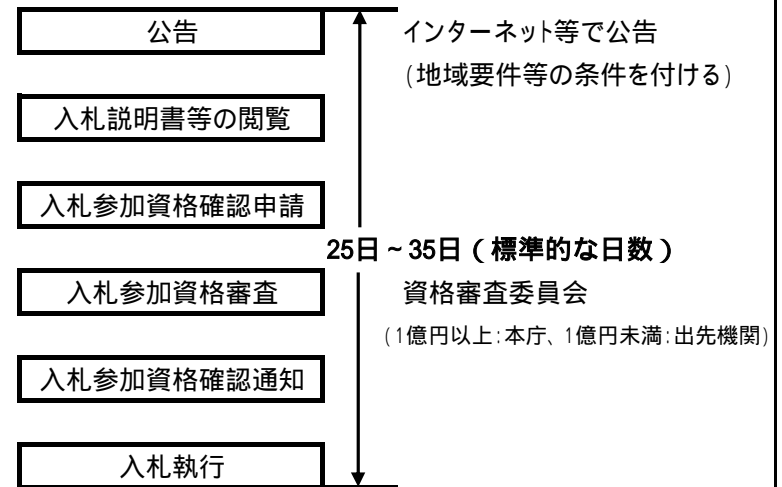 公告
インターネット等で公告
(地域要件等の条件を付ける)
入札説明書等の閲覧
入札参加資格確認申請
25日~35日(標準的な日数)
入札参加資格審査
資格審査委員会
(1億円以上:本庁、1億円未満:出先機関)
入札参加資格確認通知
入札執行